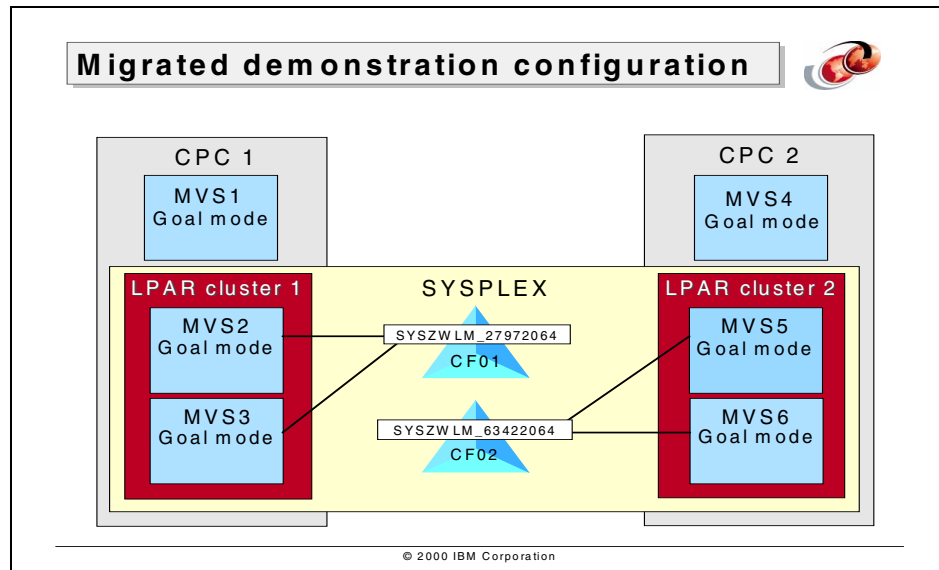 Migrated demonstration configuration
CPC 1
CPC 2
MVS1
Goal mode
MVS4
Goal mode
LPAR cluster 1
SYSPLEX
LPAR cluster 2
MVS2
Goal mode
SYSZWLM_27972064
CF01
MVS5
Goal mode
MVS3
Goal mode
SYSZWLM_63422064
CF02
MVS6
Goal mode
© 2000 IBM Corporation